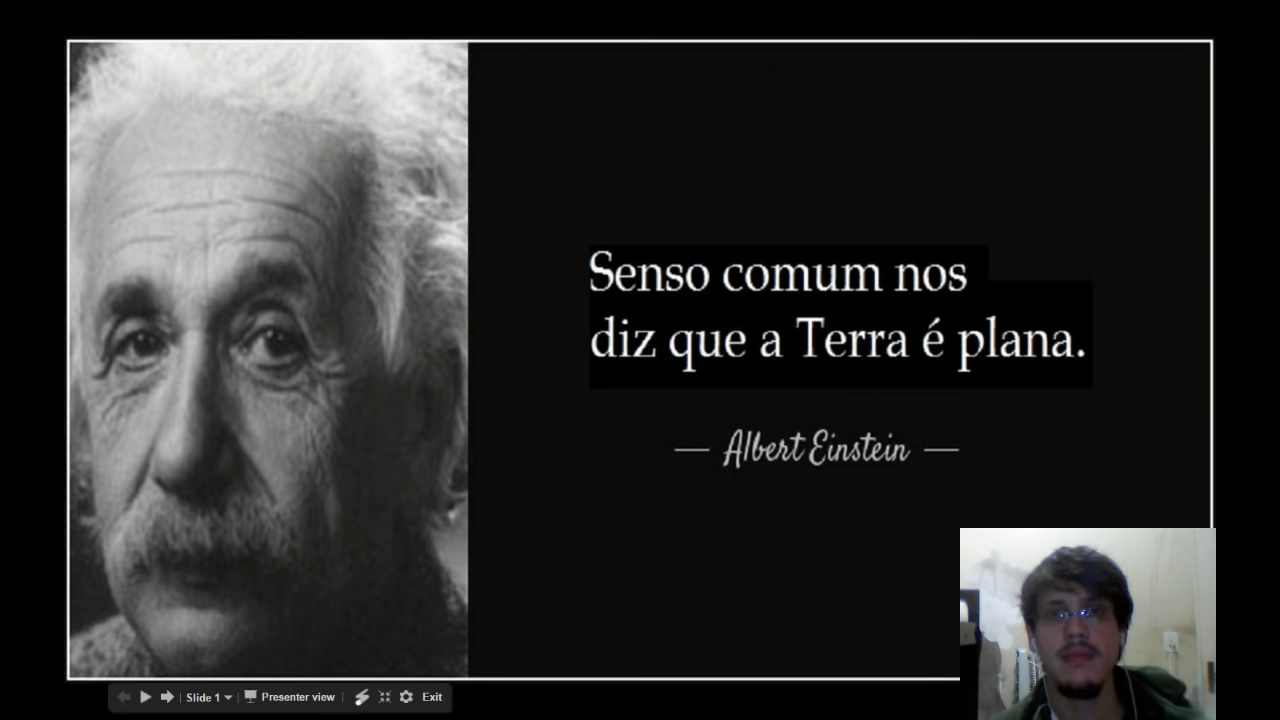 Senso comum nos
diz que a Terra é plana.
— Albert Einstein —
Slide 1 Presenter view Exit